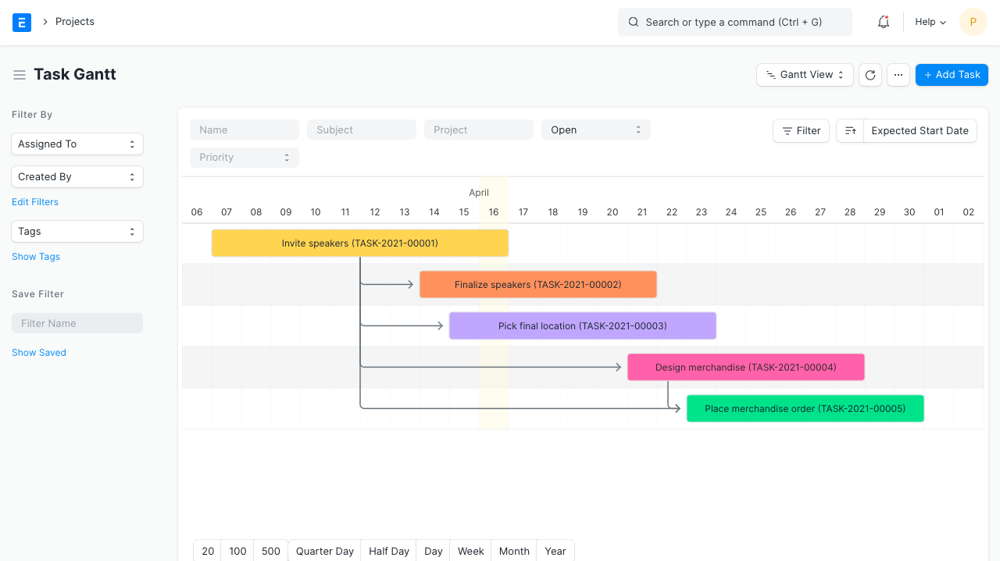 E Projects Search or type a command (Ctrl + G) Help P
Task Gantt Gantt View ... + Add Task
Filter By
Assigned To
Created By
Edit Filters
Tags
Show Tags
Save Filter
Filter Name
Show Saved
Name Subject Project Open Filter Expected Start Date
Priority
April
06 07 08 09 10 11 12 13 14 15 16 17 18 19 20 21 22 23 24 25 26 27 28 29 30 01 02
Invite speakers (TASK-2021-00001)
Finalize speakers (TASK-2021-00002)
Pick final location (TASK-2021-00003)
Design merchandise (TASK-2021-00004)
Place merchandise order (TASK-2021-00005)
20 100 500 Quarter Day Half Day Day Week Month Year